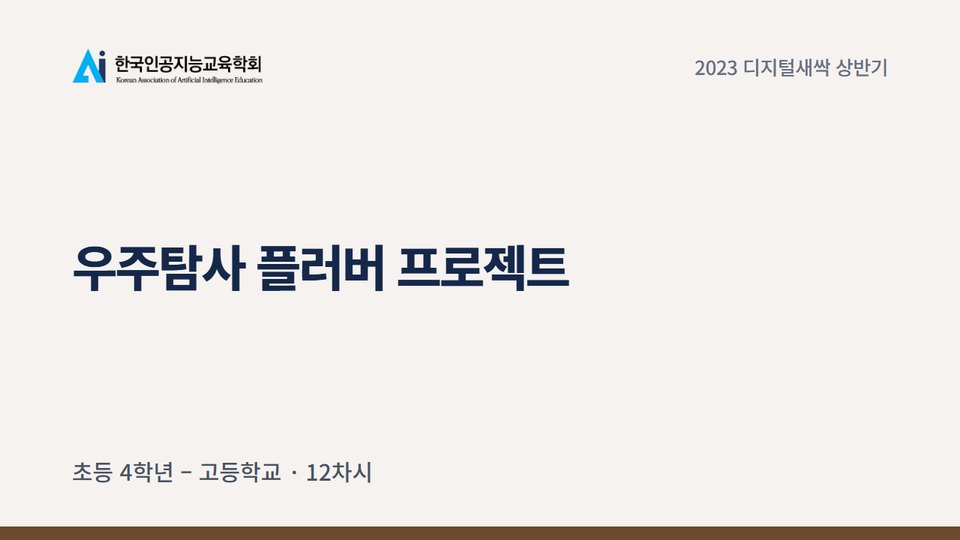 한국인공지능교육학회
Korean Association of Artificial Intelligence Education
2023 디지털새싹 상반기
우주탐사 플러버 프로젝트
초등 4학년 – 고등학교 · 12차시